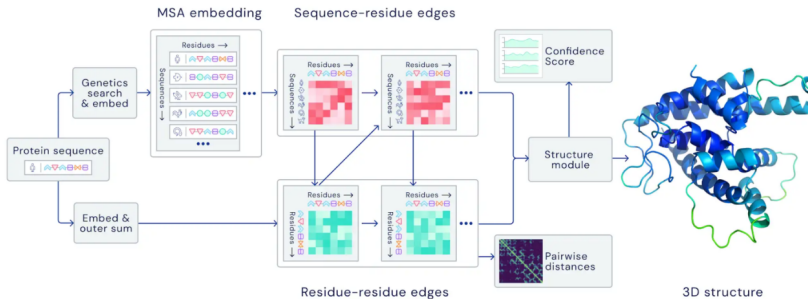 MSA embedding
Sequence-residue edges
Residues →
Sequences →
Genetics
search
& embed
Protein sequence
Embed &
outer sum
Residues →
Sequences →
Residues →
Sequences →
Residues →
Residues →
Residues →
Residues →
Confidence
Score
Structure
module
Pairwise
distances
Residue-residue edges
3D structure